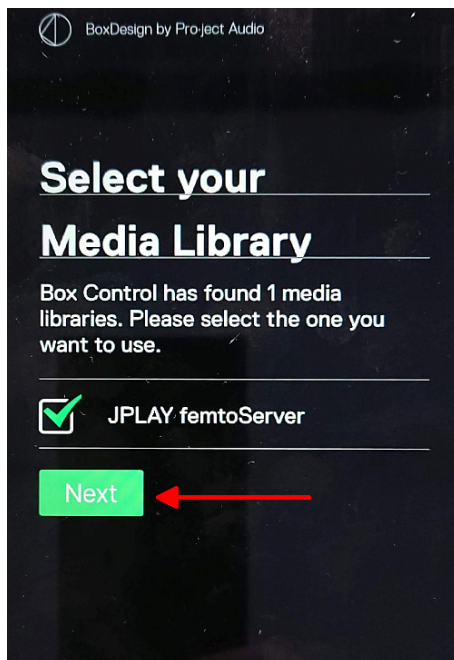 BoxDesign by Pro-ject Audio
Select your
Media Library
Box Control has found 1 media
libraries. Please select the one you
want to use.
JPLAY femtoServer
Next